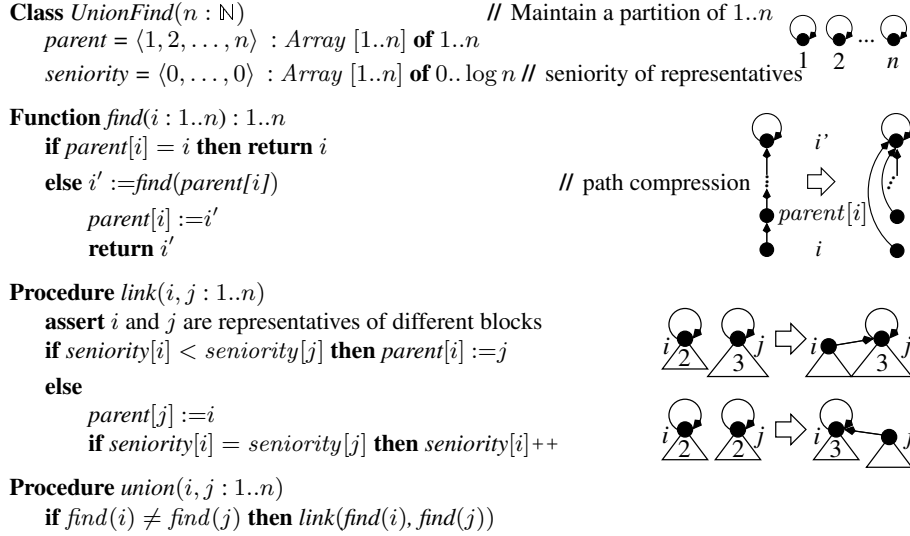 Class UnionFind(n : ℕ) // Maintain a partition of 1..n
parent = ⟨1, 2, . . . , n⟩ : Array [1..n] of 1..n
1 2 ... n
seniority = ⟨0, . . . , 0⟩ : Array [1..n] of 0.. log n // seniority of representatives
Function find(i : 1..n) : 1..n
if parent[i] = i then return i i’
else i′ :=find(parent[i]) // path compression
parent[i] :=i′ parent[i]
return i′ i
Procedure link(i, j : 1..n)
assert i and j are representatives of different blocks
if seniority[i] < seniority[j] then parent[i] :=j i 2 3 j i 3 j
else
parent[j] :=i
if seniority[i] = seniority[j] then seniority[i]++ i 2 2 j i 3 j
Procedure union(i, j : 1..n)
if find(i) ≠ find(j) then link(find(i), find(j))